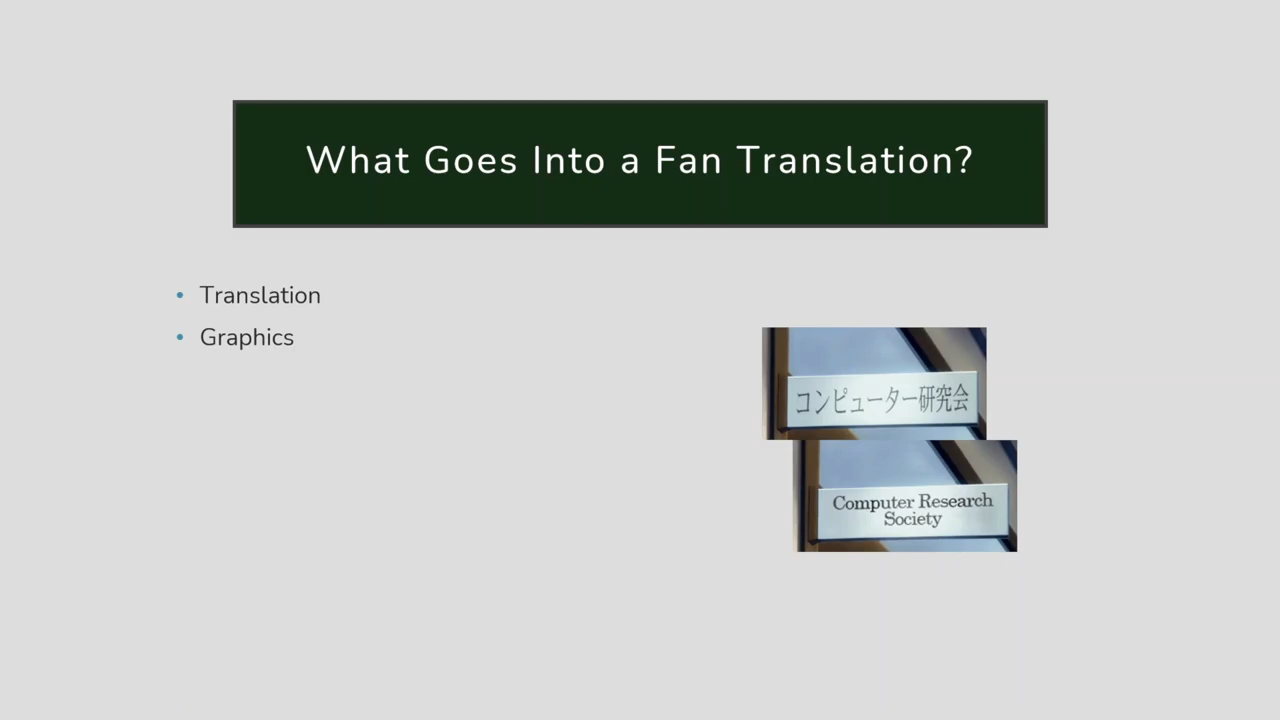 What Goes Into a Fan Translation?
• Translation
• Graphics
コンピューター研究会
Computer Research
Society